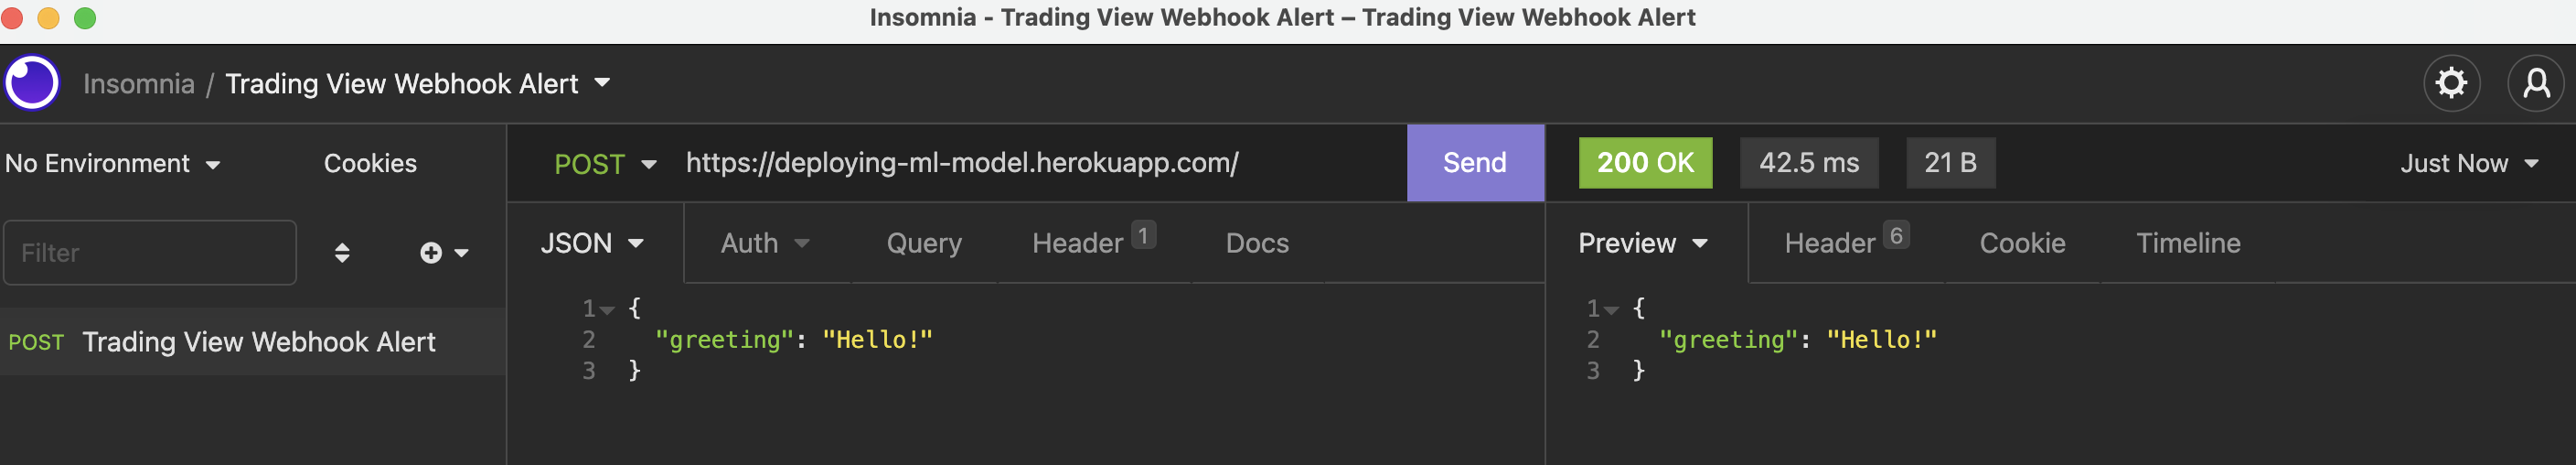 Insomnia - Trading View Webhook Alert – Trading View Webhook Alert
Insomnia / Trading View Webhook Alert
No Environment Cookies
POST https://deploying-ml-model.herokuapp.com/ Send
200 OK 42.5 ms 21 B Just Now
Filter
POST Trading View Webhook Alert
JSON Auth Query Header 1 Docs
1 {
2 "greeting": "Hello!"
3 }
Preview Header 6 Cookie Timeline
1 {
2 "greeting": "Hello!"
3 }